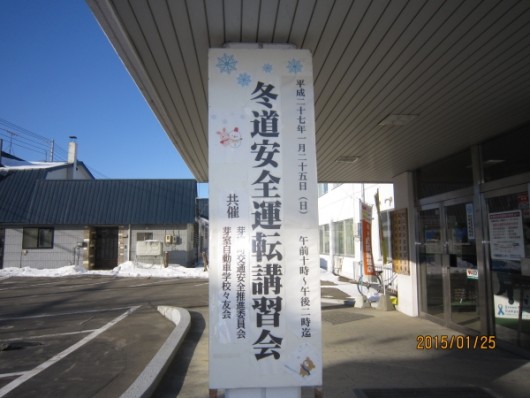 平成二十七年一月二十五日（日） 午前十時〜午後二時迄
冬道安全運転講習会
共催
芽室交通安全推進委員会
芽室自動車学校々友会
2015/01/25